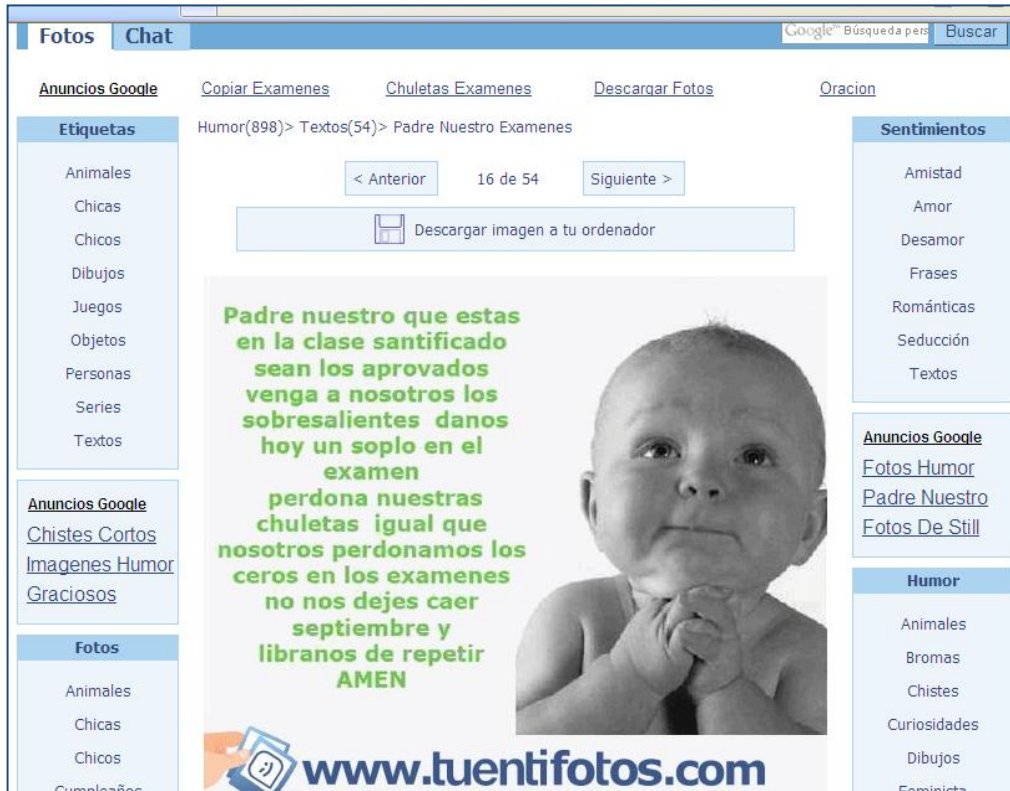 Fotos Chat
Google™ Búsqueda pers Buscar
Anuncios Google Copiar Examenes Chuletas Examenes Descargar Fotos Oracion
Etiquetas
Animales
Chicas
Chicos
Dibujos
Juegos
Objetos
Personas
Series
Textos
Anuncios Google
Chistes Cortos
Imagenes Humor
Graciosos
Fotos
Animales
Chicas
Chicos
Cumpleaños
Humor(898)> Textos(54)> Padre Nuestro Examenes
< Anterior 16 de 54 Siguiente >
Descargar imagen a tu ordenador
Padre nuestro que estas
en la clase santificado
sean los aprovados
venga a nosotros los
sobresalientes danos
hoy un soplo en el
examen
perdona nuestras
chuletas igual que
nosotros perdonamos los
ceros en los examenes
no nos dejes caer
septiembre y
libranos de repetir
AMEN
www.tuentifotos.com
Sentimientos
Amistad
Amor
Desamor
Frases
Románticas
Seducción
Textos
Anuncios Google
Fotos Humor
Padre Nuestro
Fotos De Still
Humor
Animales
Bromas
Chistes
Curiosidades
Dibujos
Feminista